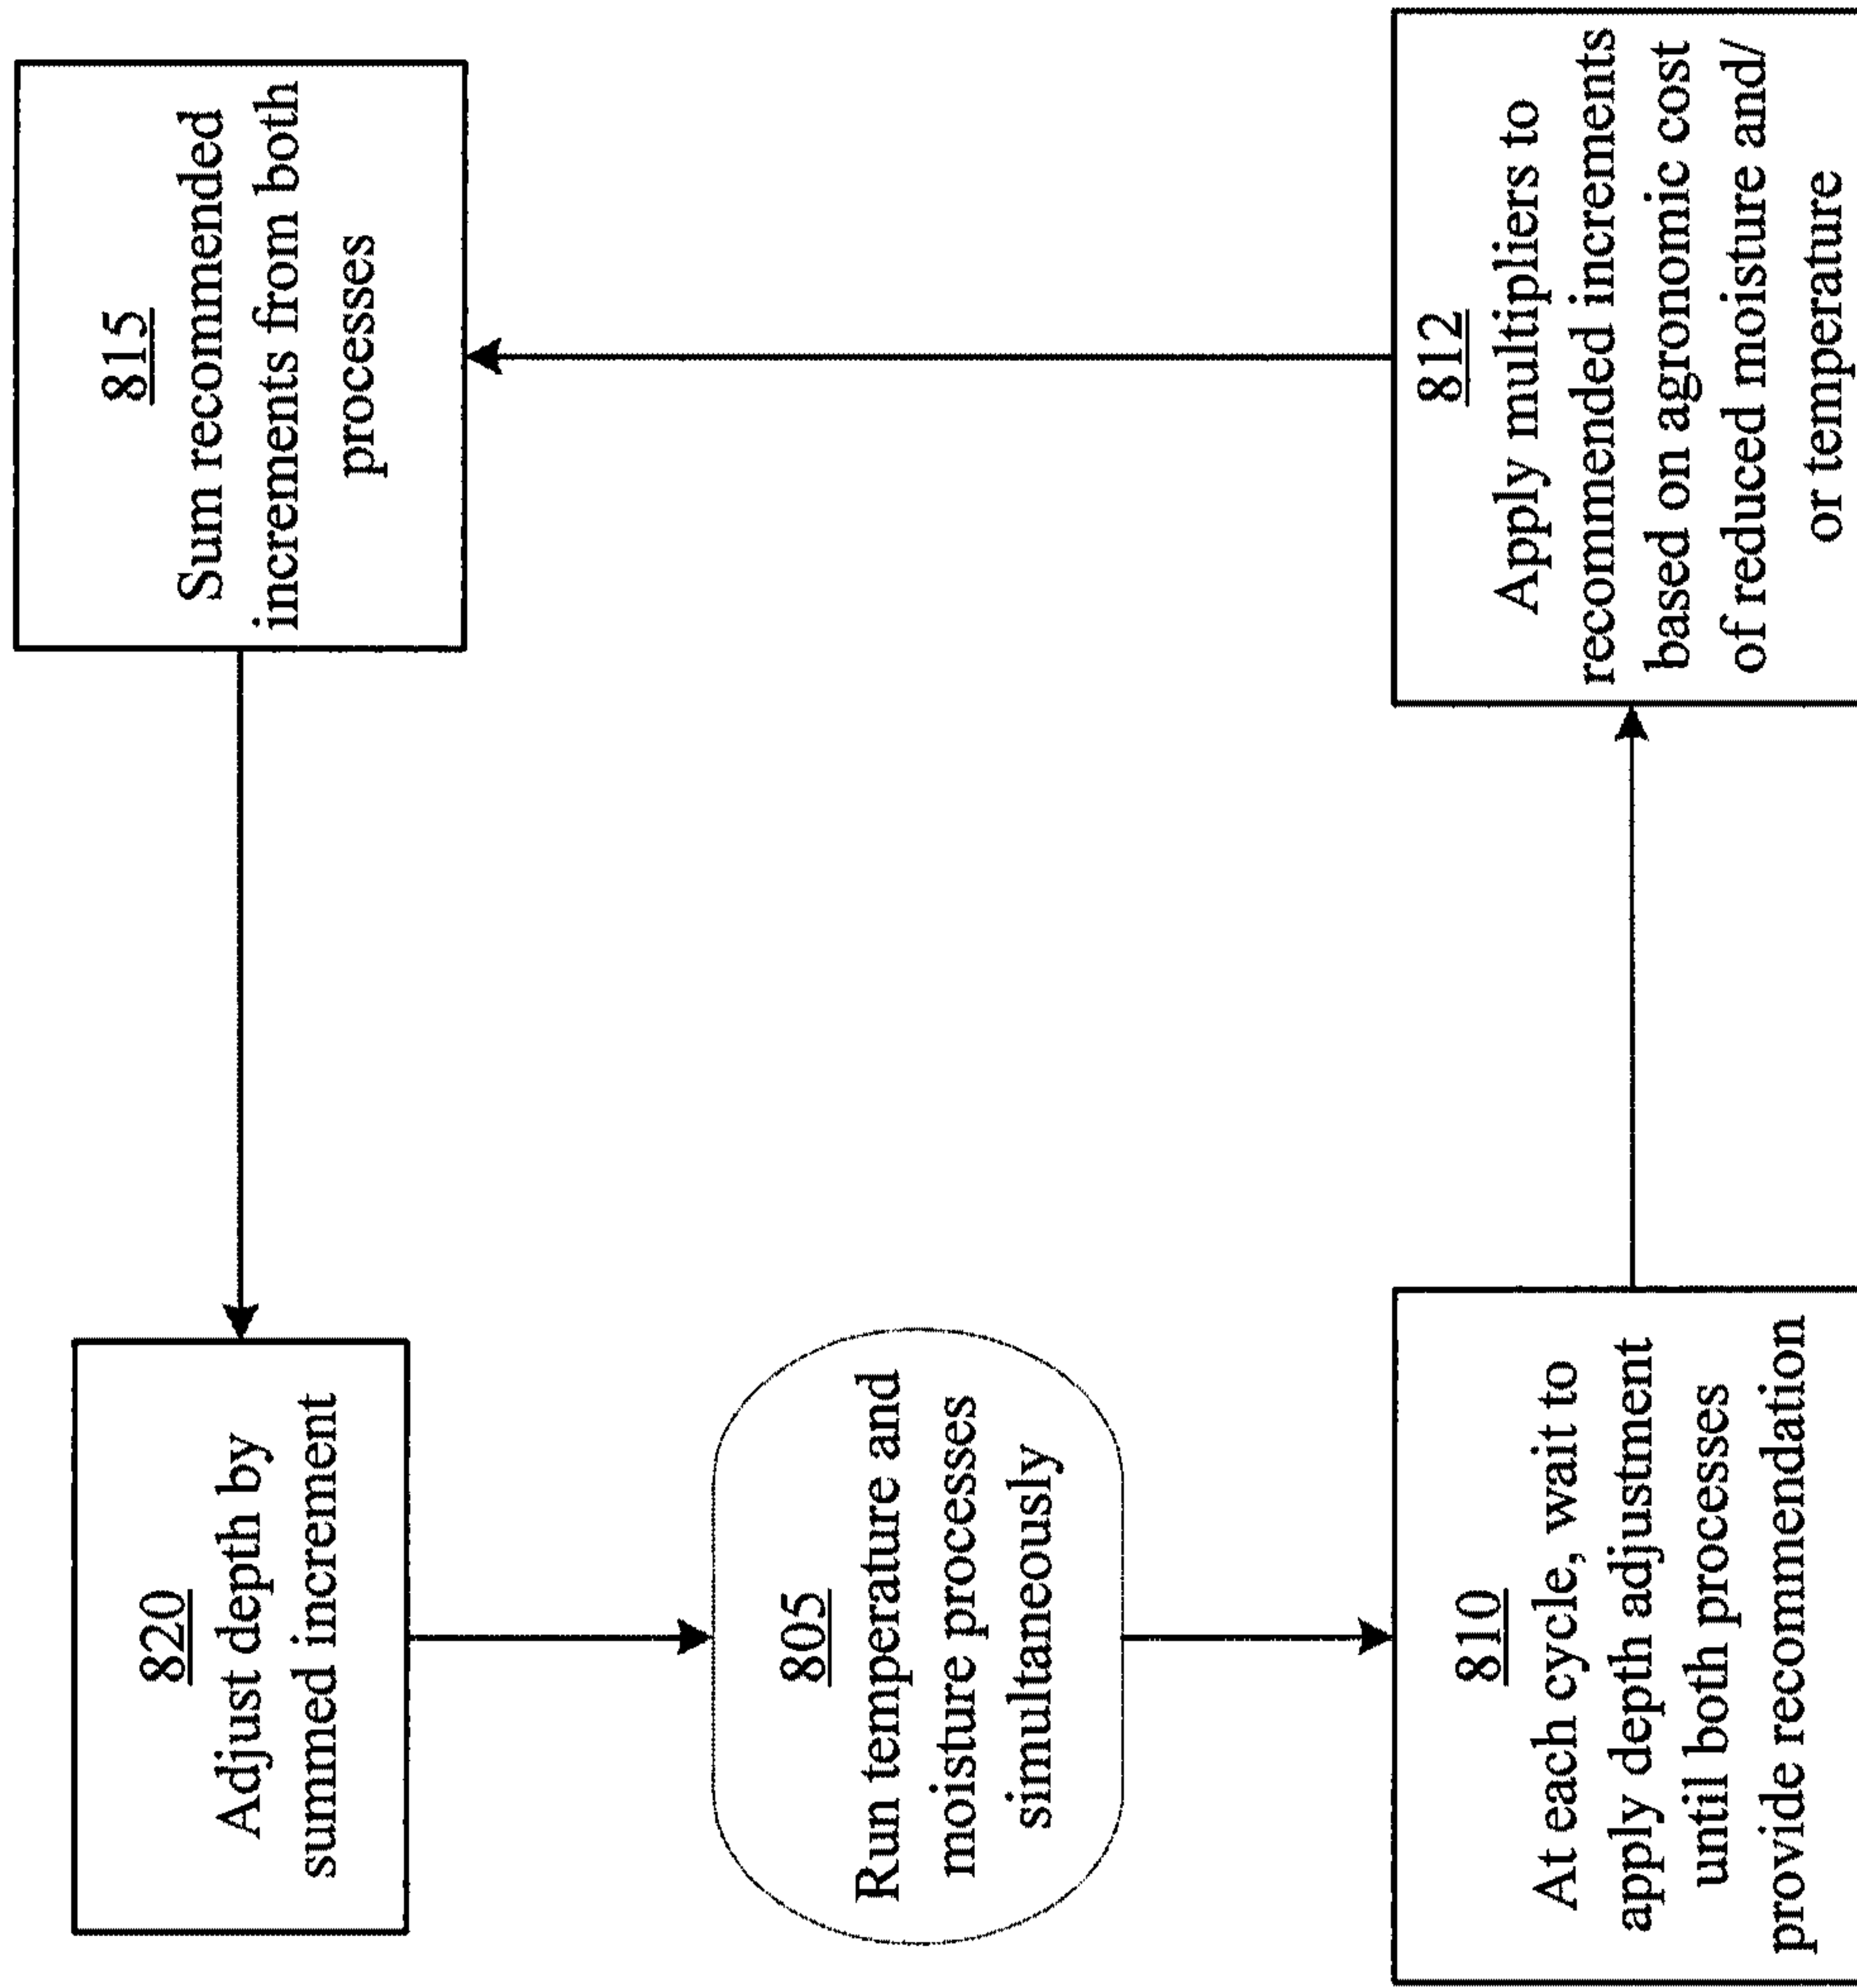 820
Adjust depth by
summed increment
805
Run temperature and
moisture processes
simultaneously
810
At each cycle, wait to
apply depth adjustment
until both processes
provide recommendation
815
Sum recommended
increments from both
processes
812
Apply multipliers to
recommended increments
based on agronomic cost
of reduced moisture and/
or temperature